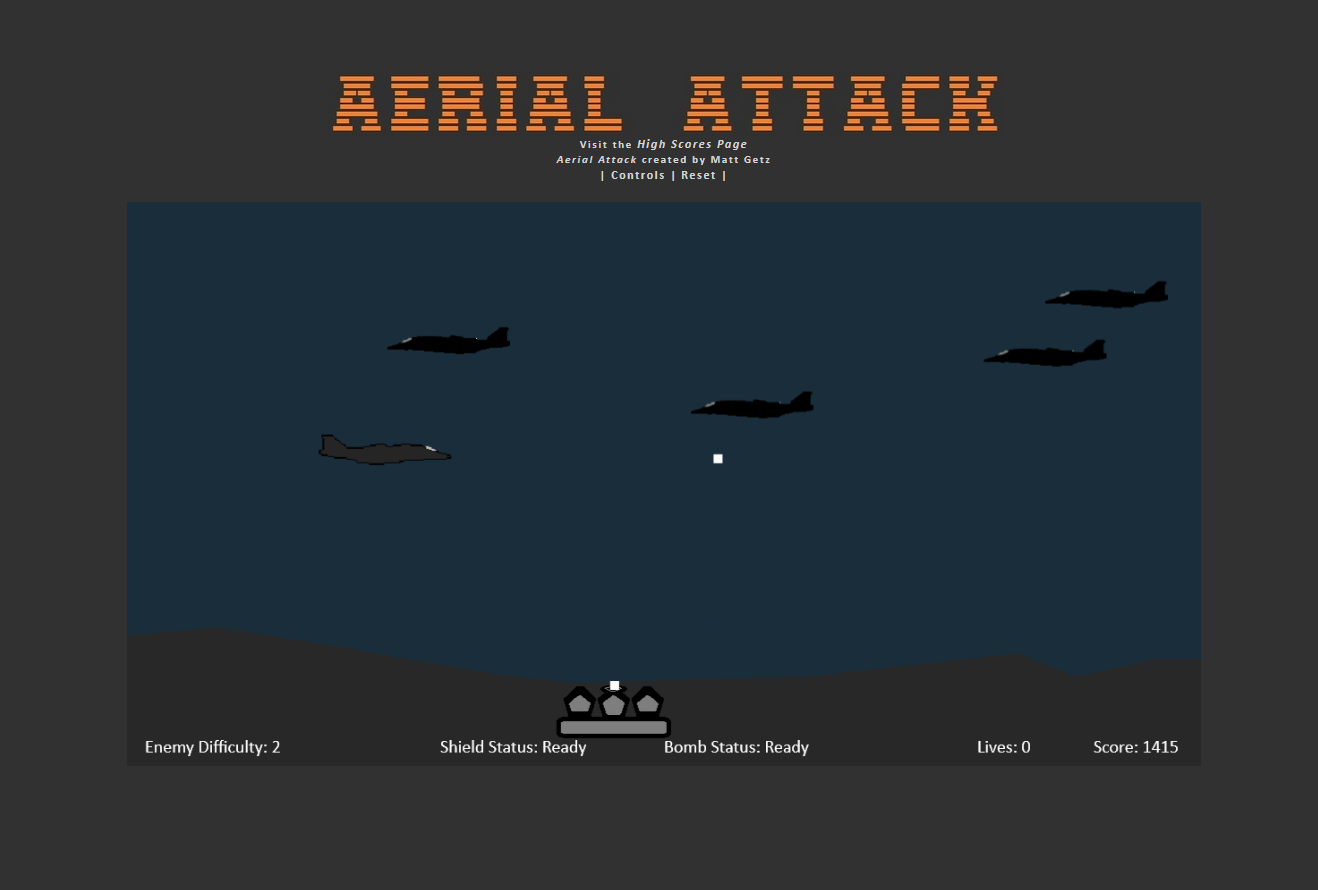 AERIAL ATTACK
Visit the High Scores Page
Aerial Attack created by Matt Getz
| Controls | Reset |
Enemy Difficulty: 2 Shield Status: Ready Bomb Status: Ready Lives: 0 Score: 1415